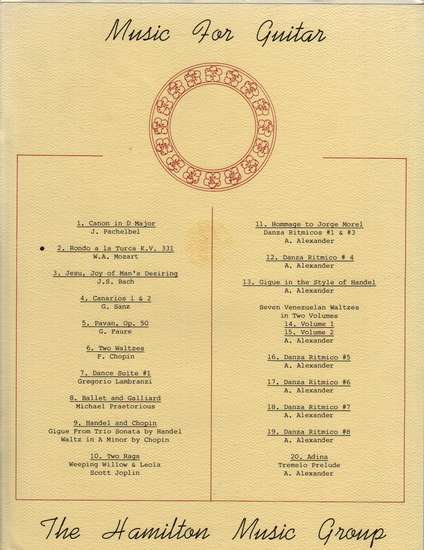 Music For Guitar
1. Canon in D Major
J. Pachelbel
2. Rondo a la Turca K.V. 331
W.A. Mozart
3. Jesu, Joy of Man's Desiring
J.S. Bach
4. Canarios 1 & 2
G. Sanz
5. Pavan, Op. 50
G. Faure
6. Two Waltzes
F. Chopin
7. Dance Suite #1
Gregorio Lambranzi
8. Ballet and Galliard
Michael Praetorious
9. Handel and Chopin
Gigue From Trio Sonata by Handel
Waltz in A Minor by Chopin
10. Two Rags
Weeping Willow & Leola
Scott Joplin
11. Hommage to Jorge Morel
Danza Ritmicos #1 & #3
A. Alexander
12. Danza Ritmico # 4
A. Alexander
13. Gigue in the Style of Handel
A. Alexander
Seven Venezuelan Waltzes
in Two Volumes
14. Volume 1
15. Volume 2
A. Alexander
16. Danza Ritmico #5
A. Alexander
17. Danza Ritmico #6
A. Alexander
18. Danza Ritmico #7
A. Alexander
19. Danza Ritmico #8
A. Alexander
20. Adina
Tremelo Prelude
A. Alexander
The Hamilton Music Group